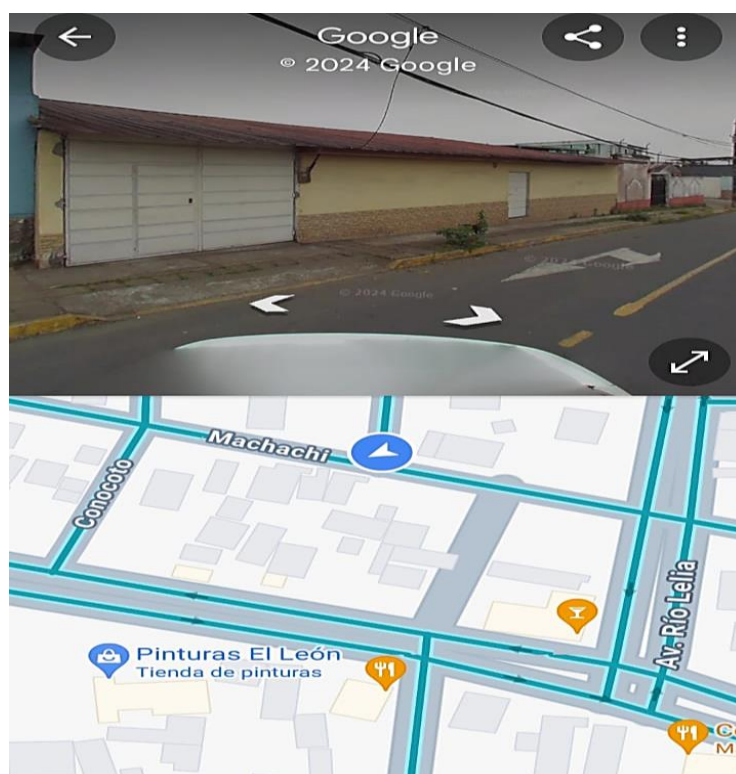 Google
© 2024 Google
© 2024 Google
© 2024 Google
Machachi
Conocoto
Av. Río Lelia
Pinturas El León
Tienda de pinturas
C
M